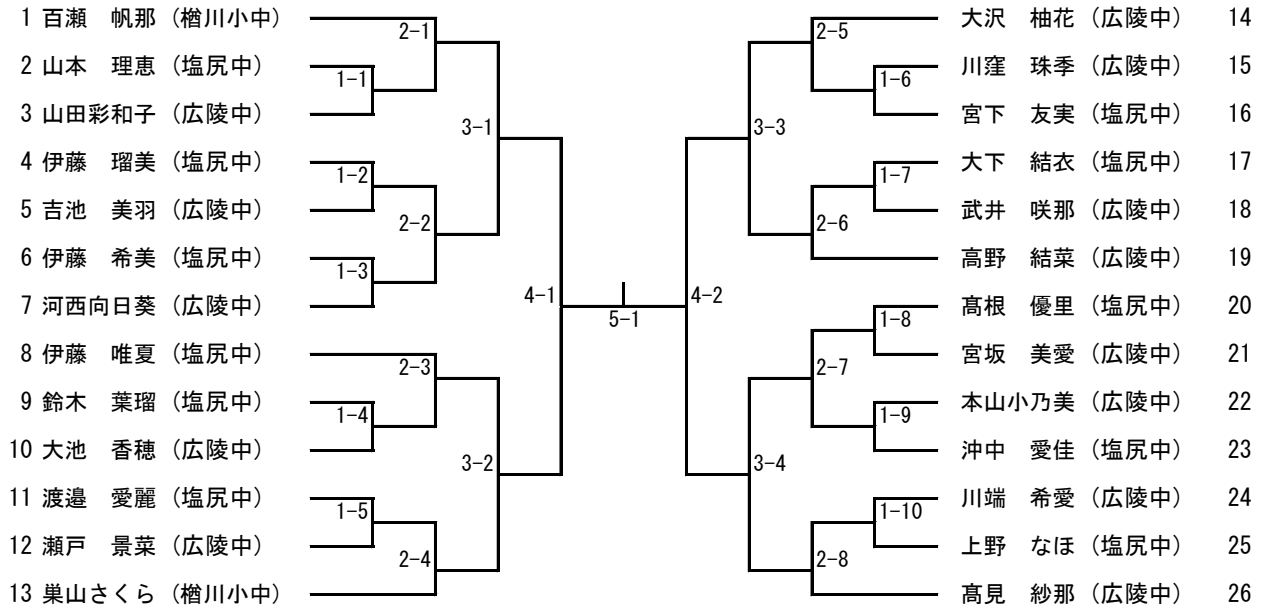 1 百瀬　帆那（楢川小中）
2 山本　理恵（塩尻中）
3 山田彩和子（広陵中）
4 伊藤　瑠美（塩尻中）
5 吉池　美羽（広陵中）
6 伊藤　希美（塩尻中）
7 河西向日葵（広陵中）
8 伊藤　唯夏（塩尻中）
9 鈴木　葉瑠（塩尻中）
10 大池　香穂（広陵中）
11 渡邉　愛麗（塩尻中）
12 瀬戸　景菜（広陵中）
13 巣山さくら（楢川小中）
2-1
1-1
3-1
1-2
2-2
1-3
4-1
2-3
1-4
3-2
1-5
2-4
5-1
2-5
1-6
3-3
1-7
2-6
4-2
1-8
2-7
1-9
3-4
1-10
2-8
大沢　柚花（広陵中）　14
川窪　珠季（広陵中）　15
宮下　友実（塩尻中）　16
大下　結衣（塩尻中）　17
武井　咲那（広陵中）　18
高野　結菜（広陵中）　19
髙根　優里（塩尻中）　20
宮坂　美愛（広陵中）　21
本山小乃美（広陵中）　22
沖中　愛佳（塩尻中）　23
川端　希愛（広陵中）　24
上野　なほ（塩尻中）　25
髙見　紗那（広陵中）　26